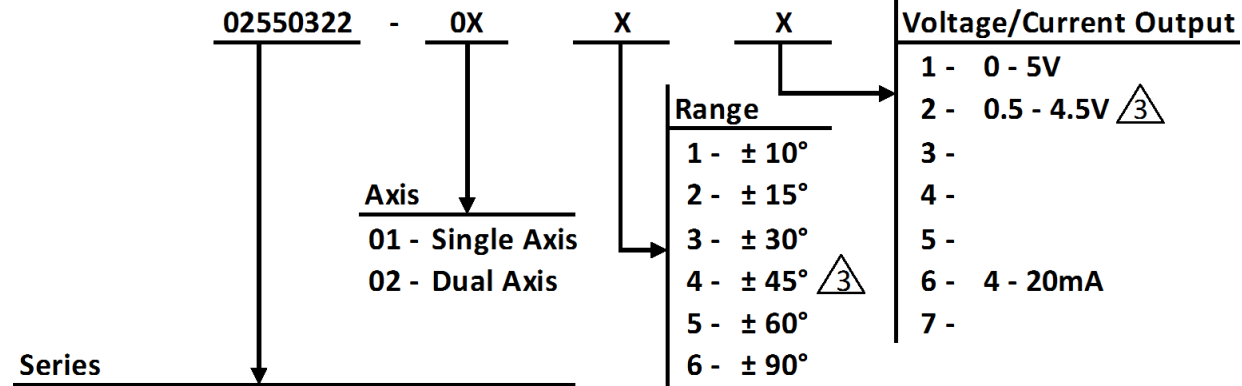 02550322 - 0X X X
Voltage/Current Output
1 - 0 - 5V
2 - 0.5 - 4.5V 3
3 -
4 -
5 -
6 - 4 - 20mA
7 -
Range
1 - ± 10°
2 - ± 15°
3 - ± 30°
4 - ± 45° 3
5 - ± 60°
6 - ± 90°
Axis
01 - Single Axis
02 - Dual Axis
Series